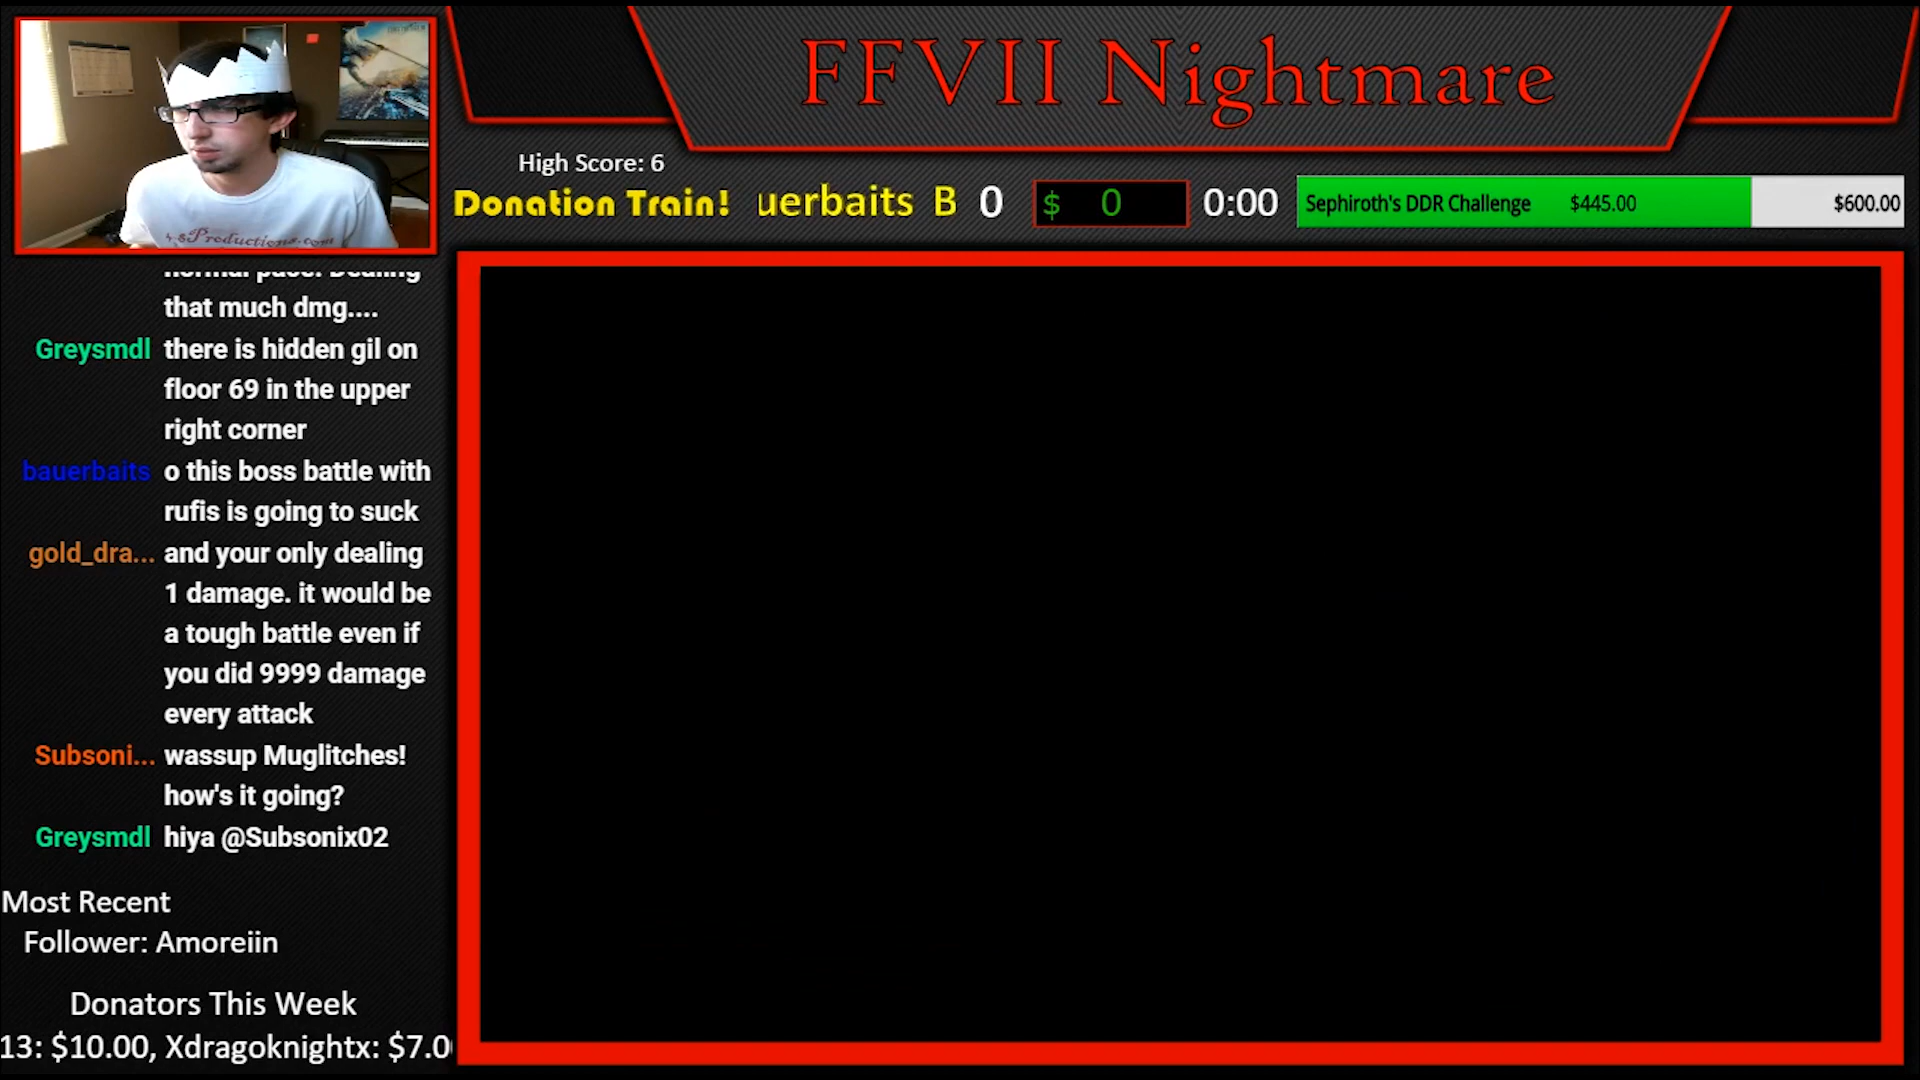 FFVII Nightmare
High Score: 6
Donation Train! uerbaits B 0 $ 0 0:00 Sephiroth's DDR Challenge $445.00 $600.00
normal pace. Dealing
that much dmg....
Greysmdl there is hidden gil on
floor 69 in the upper
right corner
bauerbaits o this boss battle with
rufis is going to suck
gold_dra... and your only dealing
1 damage. it would be
a tough battle even if
you did 9999 damage
every attack
Subsoni... wassup Muglitches!
how's it going?
Greysmdl hiya @Subsonix02
Most Recent
Follower: Amoreiin
Donators This Week
13: $10.00, Xdragoknightx: $7.0